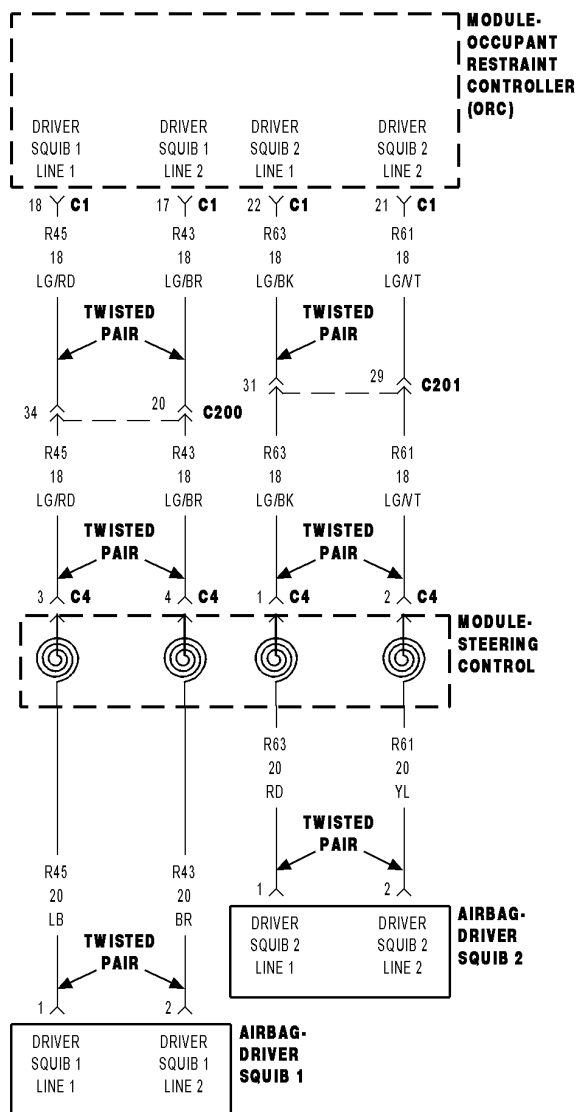 MODULE-
OCCUPANT
RESTRAINT
CONTROLLER
(ORC)
DRIVER DRIVER DRIVER DRIVER
SQUIB 1 SQUIB 1 SQUIB 2 SQUIB 2
LINE 1 LINE 2 LINE 1 LINE 2
18 C1 17 C1 22 C1 21 C1
R45 R43 R63 R61
18 18 18 18
LG/RD LG/BR LG/BK LG/VT
TWISTED TWISTED
PAIR PAIR
31 29 C201
34 20 C200
R45 R43 R63 R61
18 18 18 18
LG/RD LG/BR LG/BK LG/VT
TWISTED TWISTED
PAIR PAIR
3 C4 4 C4 1 C4 2 C4
MODULE-
STEERING
CONTROL
R63 R61
20 20
RD YL
TWISTED
PAIR
R45 R43
20 20
LB BR
1 2
AIRBAG-
DRIVER
SQUIB 2
DRIVER DRIVER
SQUIB 2 SQUIB 2
LINE 1 LINE 2
TWISTED
PAIR
1 2
AIRBAG-
DRIVER
SQUIB 1
DRIVER DRIVER
SQUIB 1 SQUIB 1
LINE 1 LINE 2